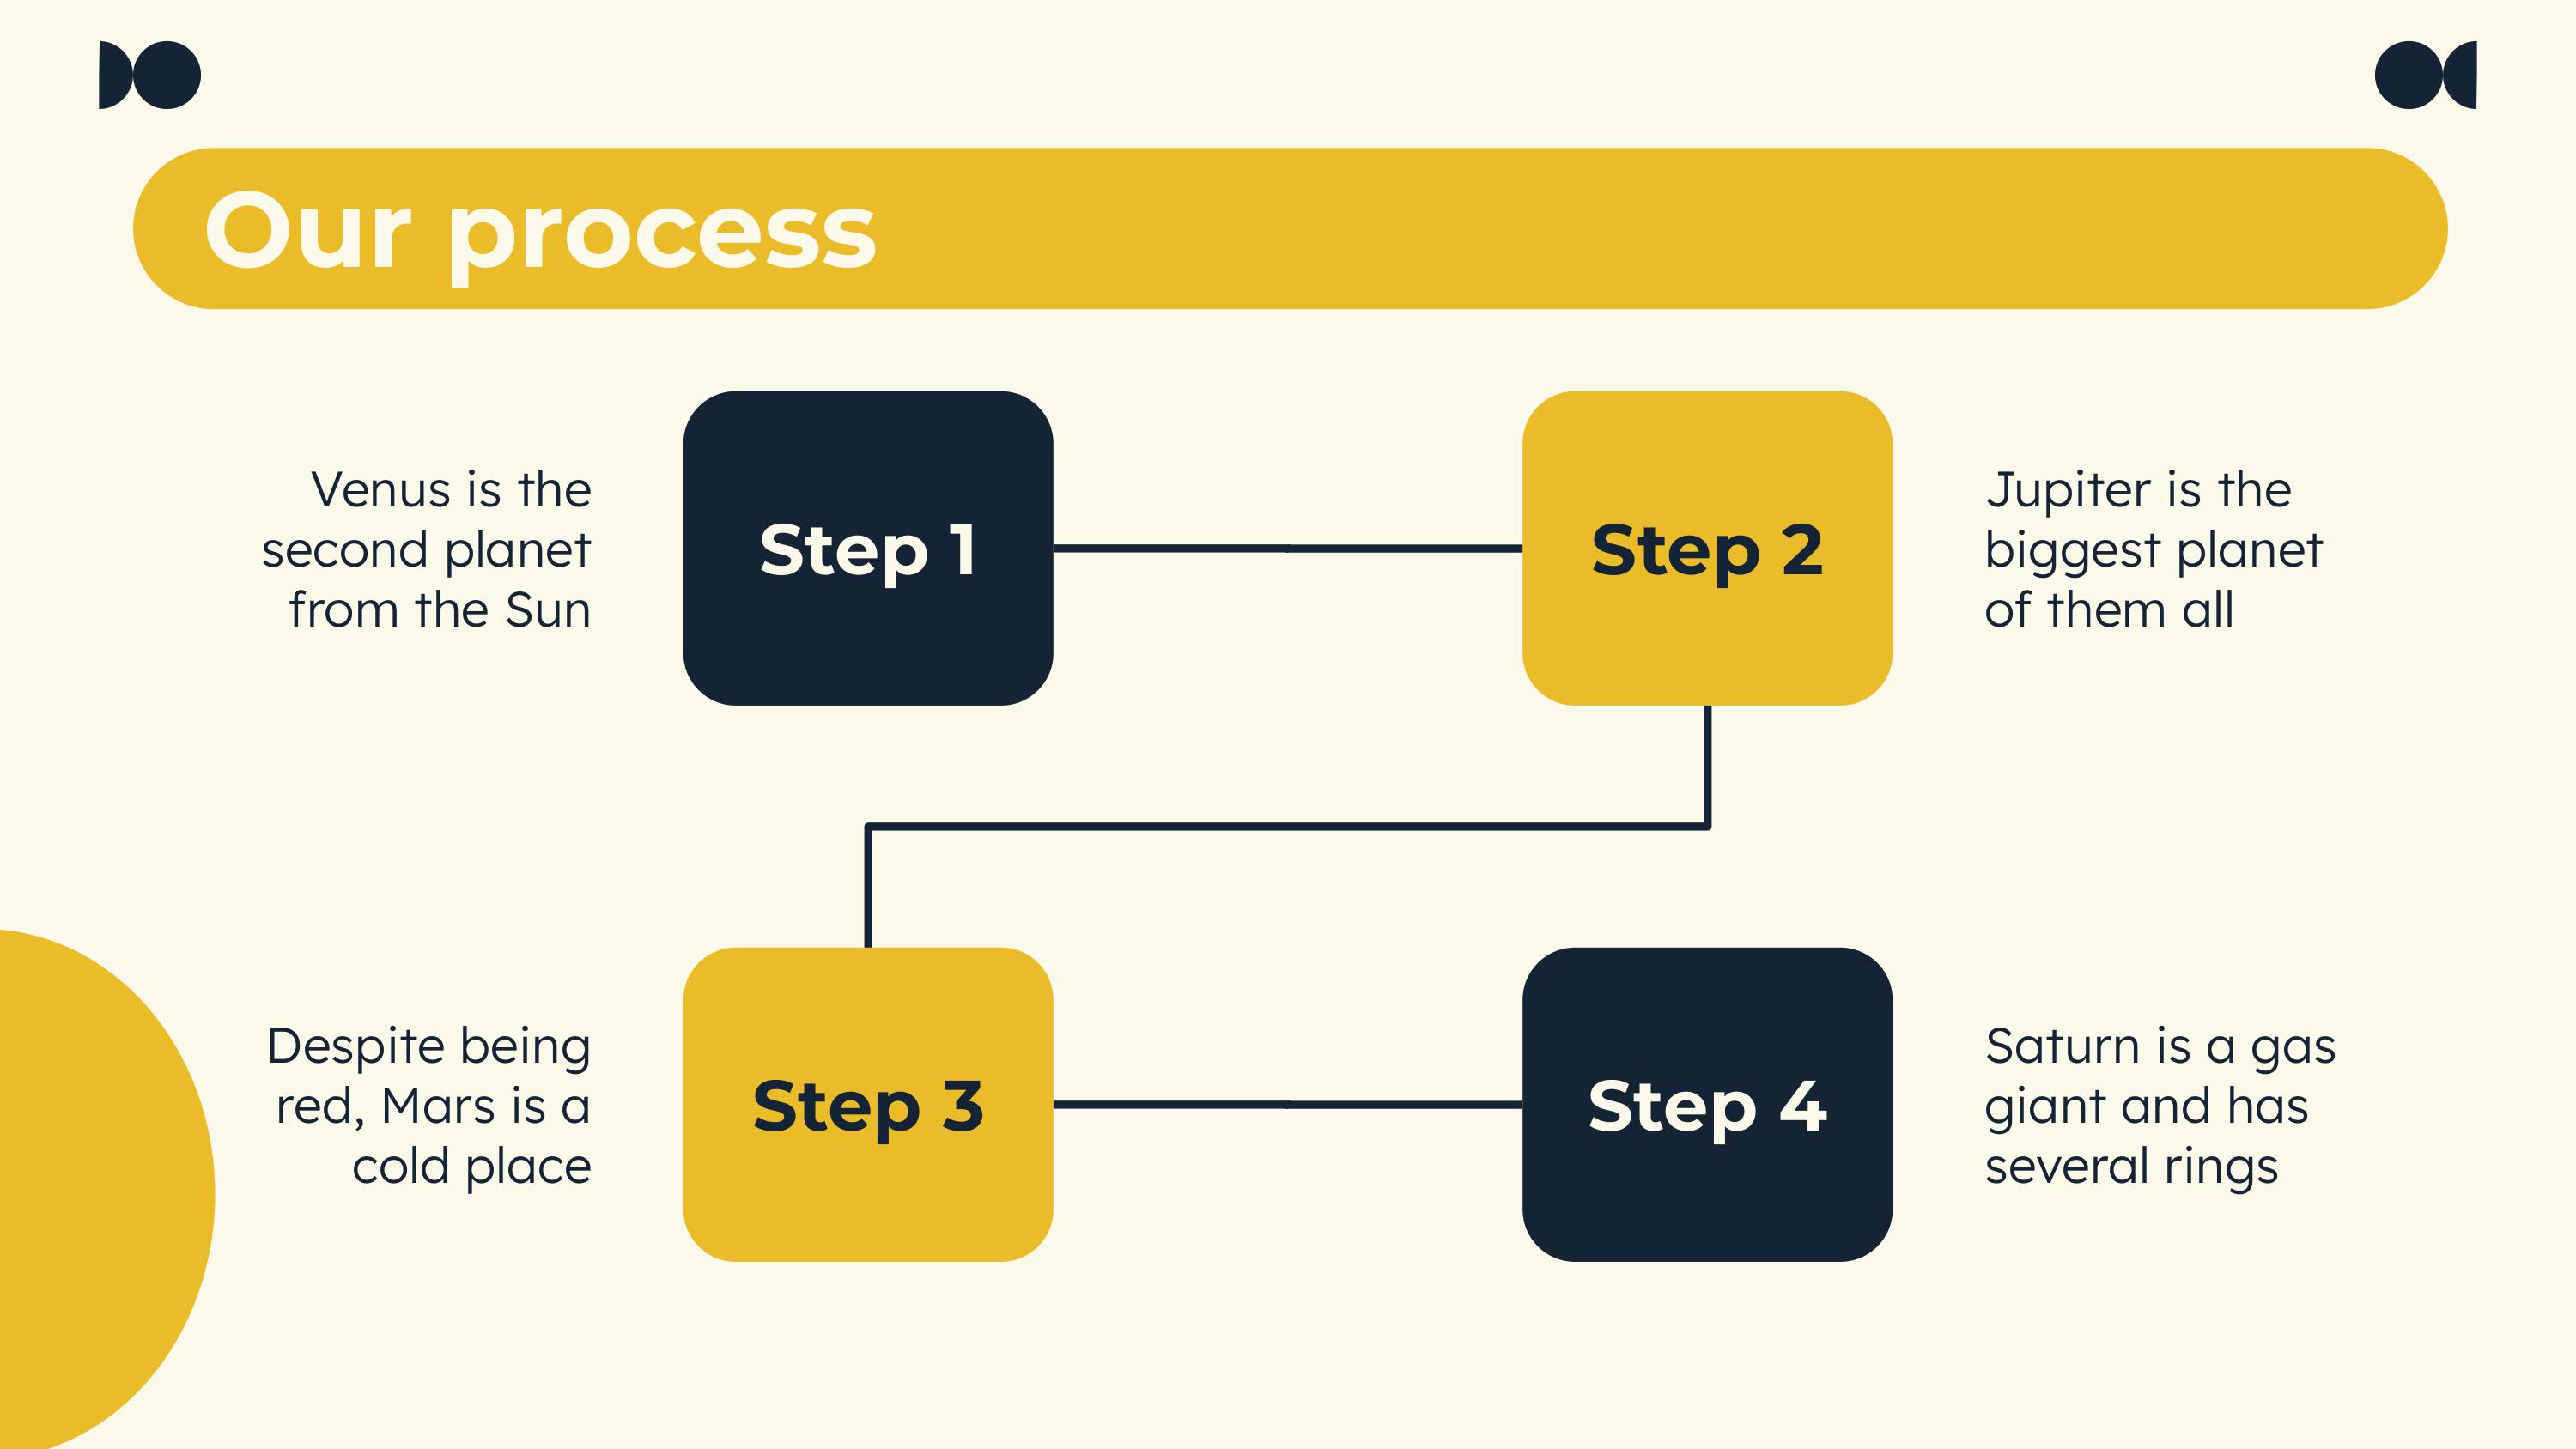 Our process
Venus is the
second planet
from the Sun
Step 1
Step 2
Jupiter is the
biggest planet
of them all
Despite being
red, Mars is a
cold place
Step 3
Step 4
Saturn is a gas
giant and has
several rings